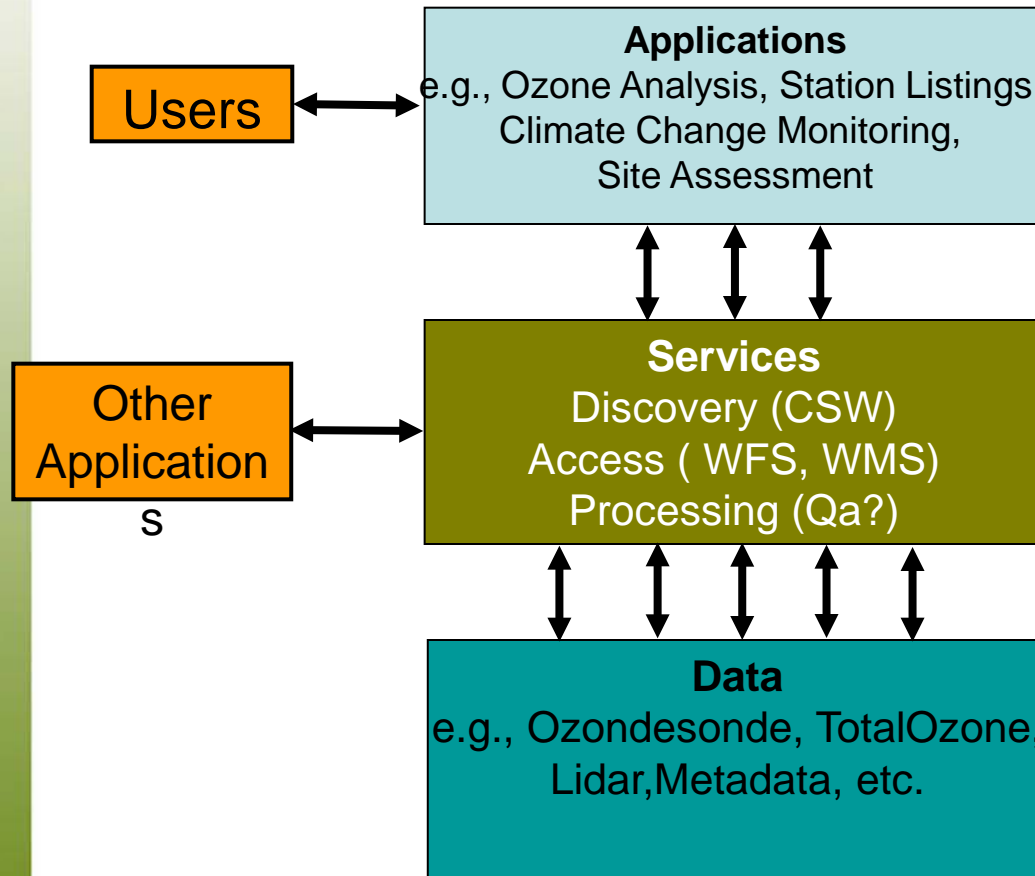 Applications
e.g., Ozone Analysis, Station Listings
Climate Change Monitoring,
Site Assessment
Users
Services
Discovery (CSW)
Access ( WFS, WMS)
Processing (Qa?)
Other
Application
s
Data
e.g., Ozondesonde, TotalOzone,
Lidar,Metadata, etc.